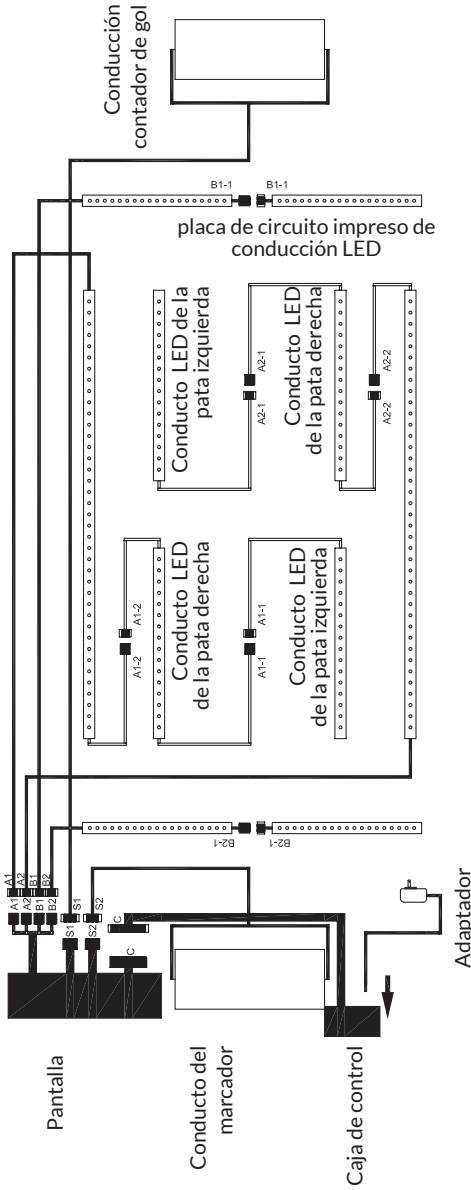 Conducción
contador de gol
B1-1
B1-1
placa de circuito impreso de
conducción LED
Conducto LED de la
pata izquierda
A2-1
A2-1
Conducto LED
de la pata derecha
A2-2
A2-2
A1-2
A1-2
Conducto LED
de la pata derecha
A1-1
A1-1
Conducto LED
de la pata izquierda
B2-1
B2-1
A1
A2
B1
B2
A1
A2
B1
B2
S1
S1
S2
S2
C
C
Pantalla
Conducto del
marcador
Caja de control
Adaptador